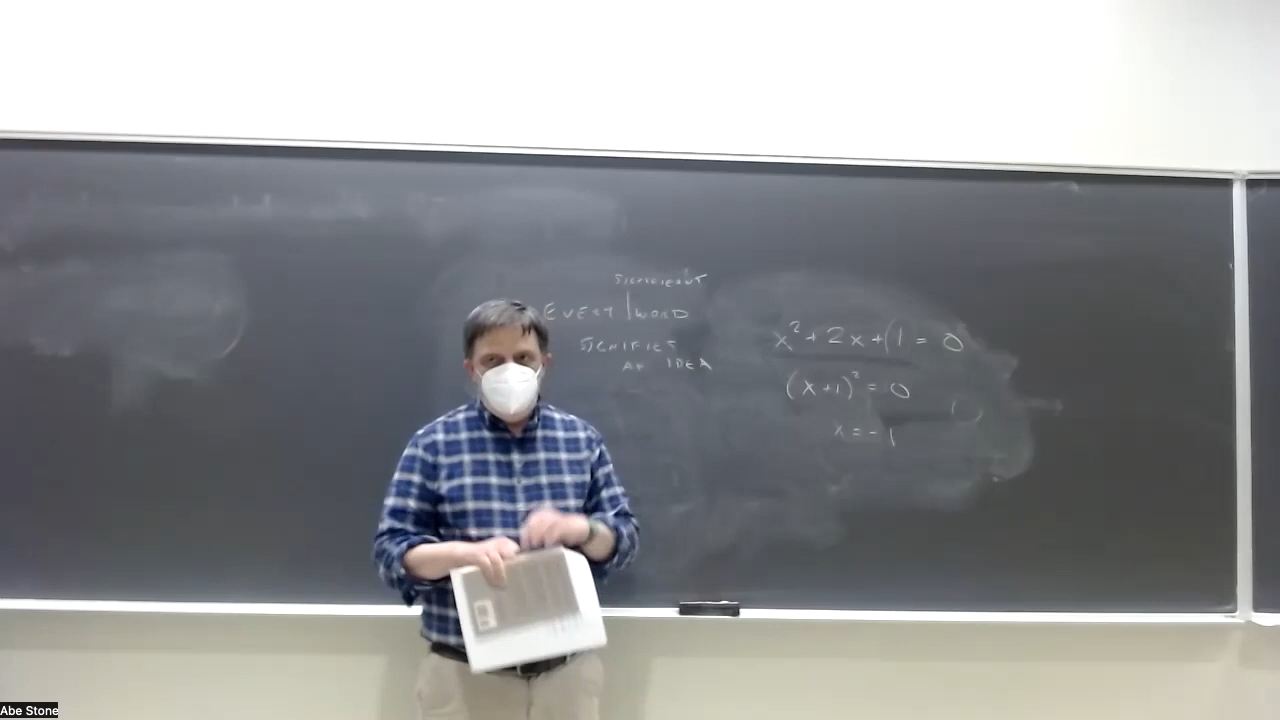 SIGNIFICANT
EVERY WORD
SIGNIFIES
AN IDEA
x² + 2x + 1 = 0
(x+1)² = 0
x = -1
Abe Stone